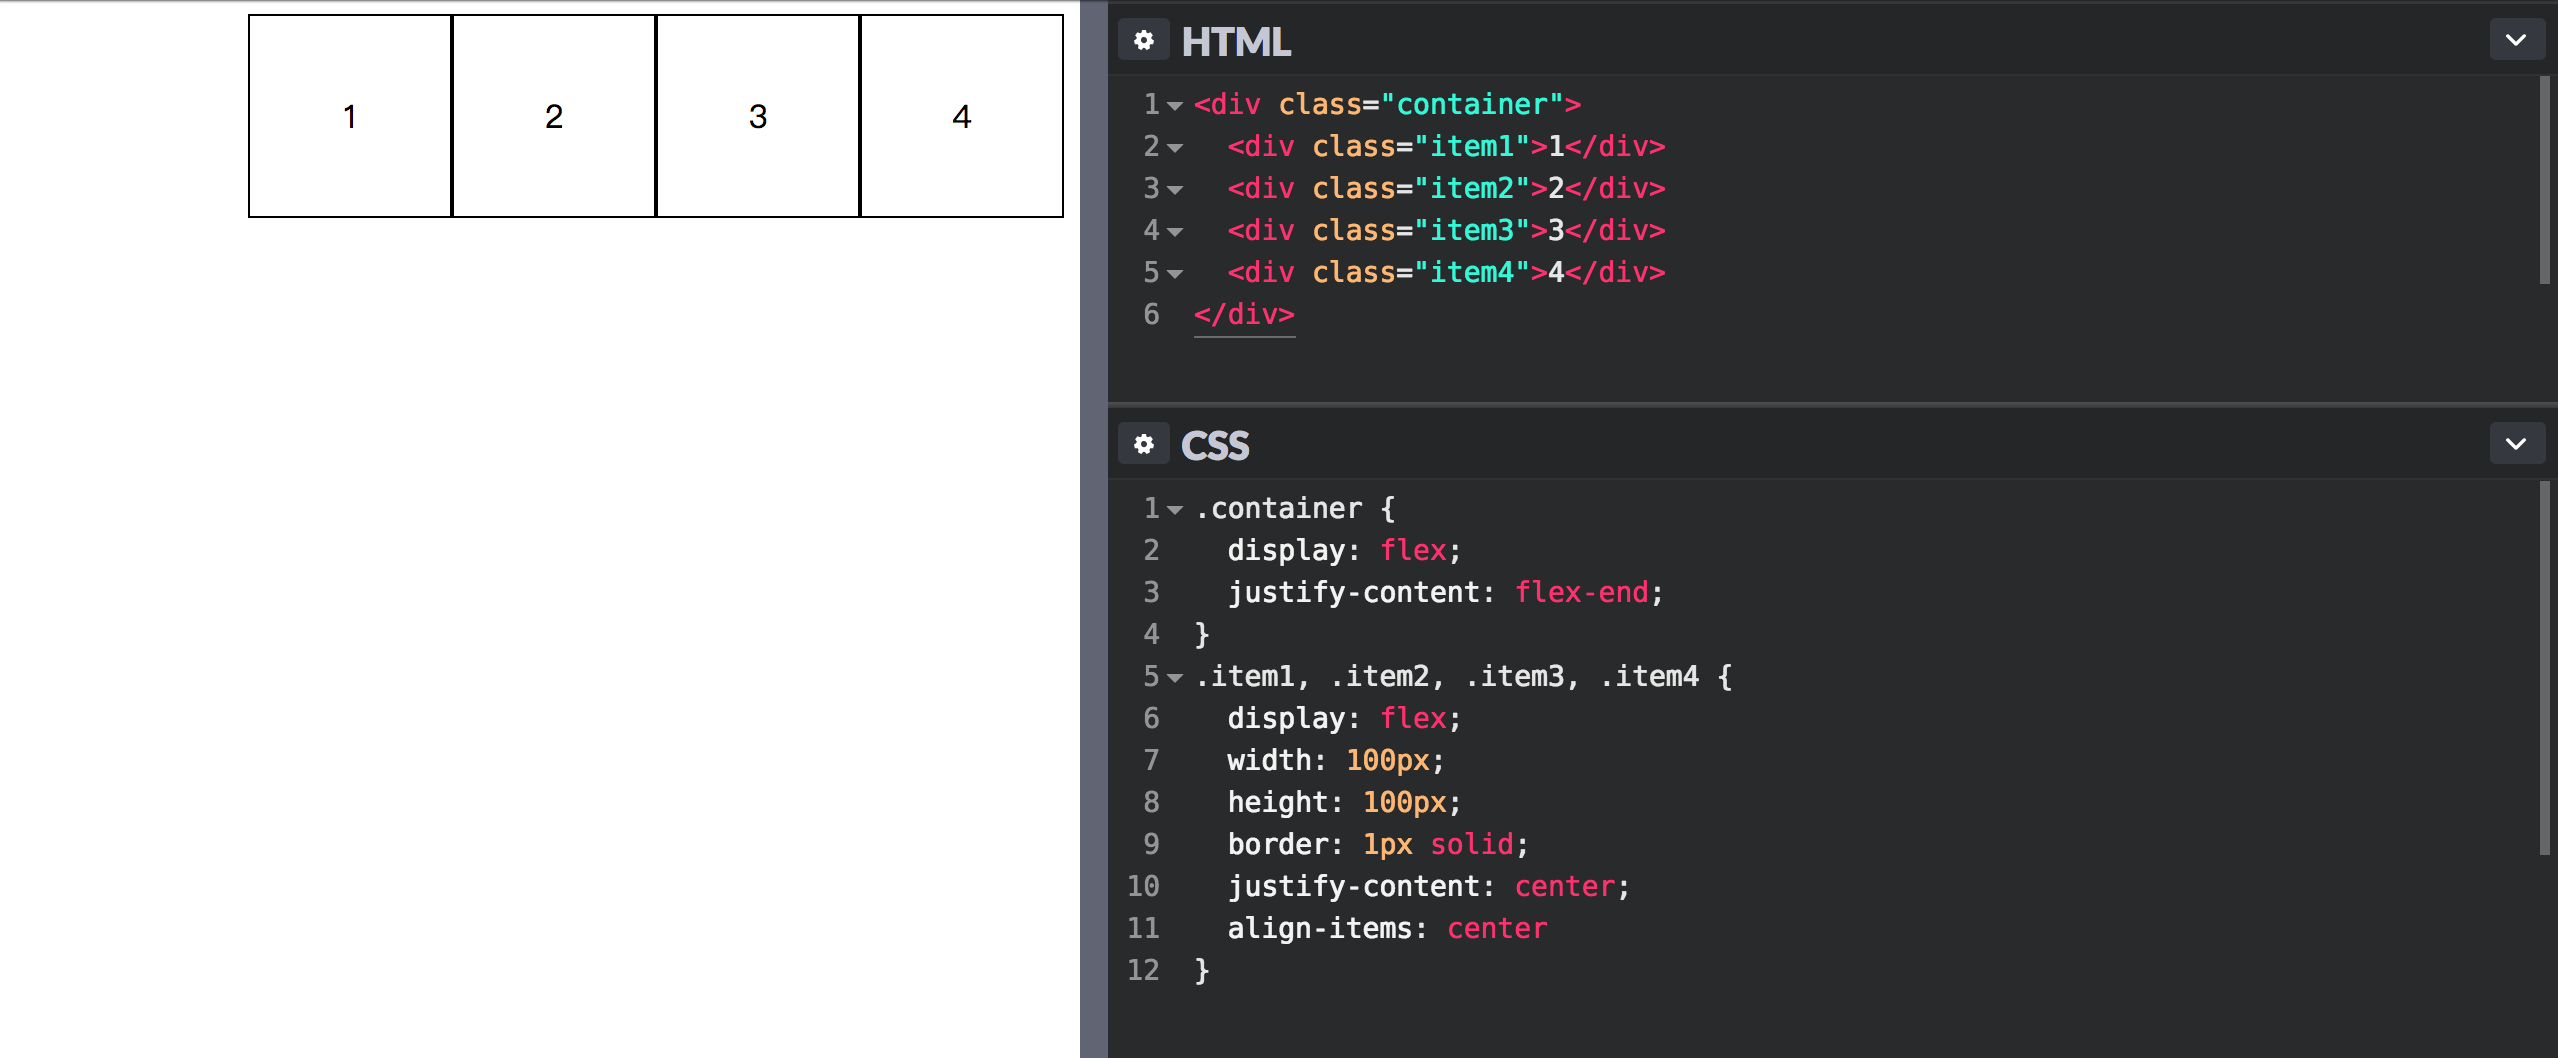 1 2 3 4
HTML
1 <div class="container">
2   <div class="item1">1</div>
3   <div class="item2">2</div>
4   <div class="item3">3</div>
5   <div class="item4">4</div>
6 </div>
CSS
1 .container {
2   display: flex;
3   justify-content: flex-end;
4 }
5 .item1, .item2, .item3, .item4 {
6   display: flex;
7   width: 100px;
8   height: 100px;
9   border: 1px solid;
10   justify-content: center;
11   align-items: center
12 }